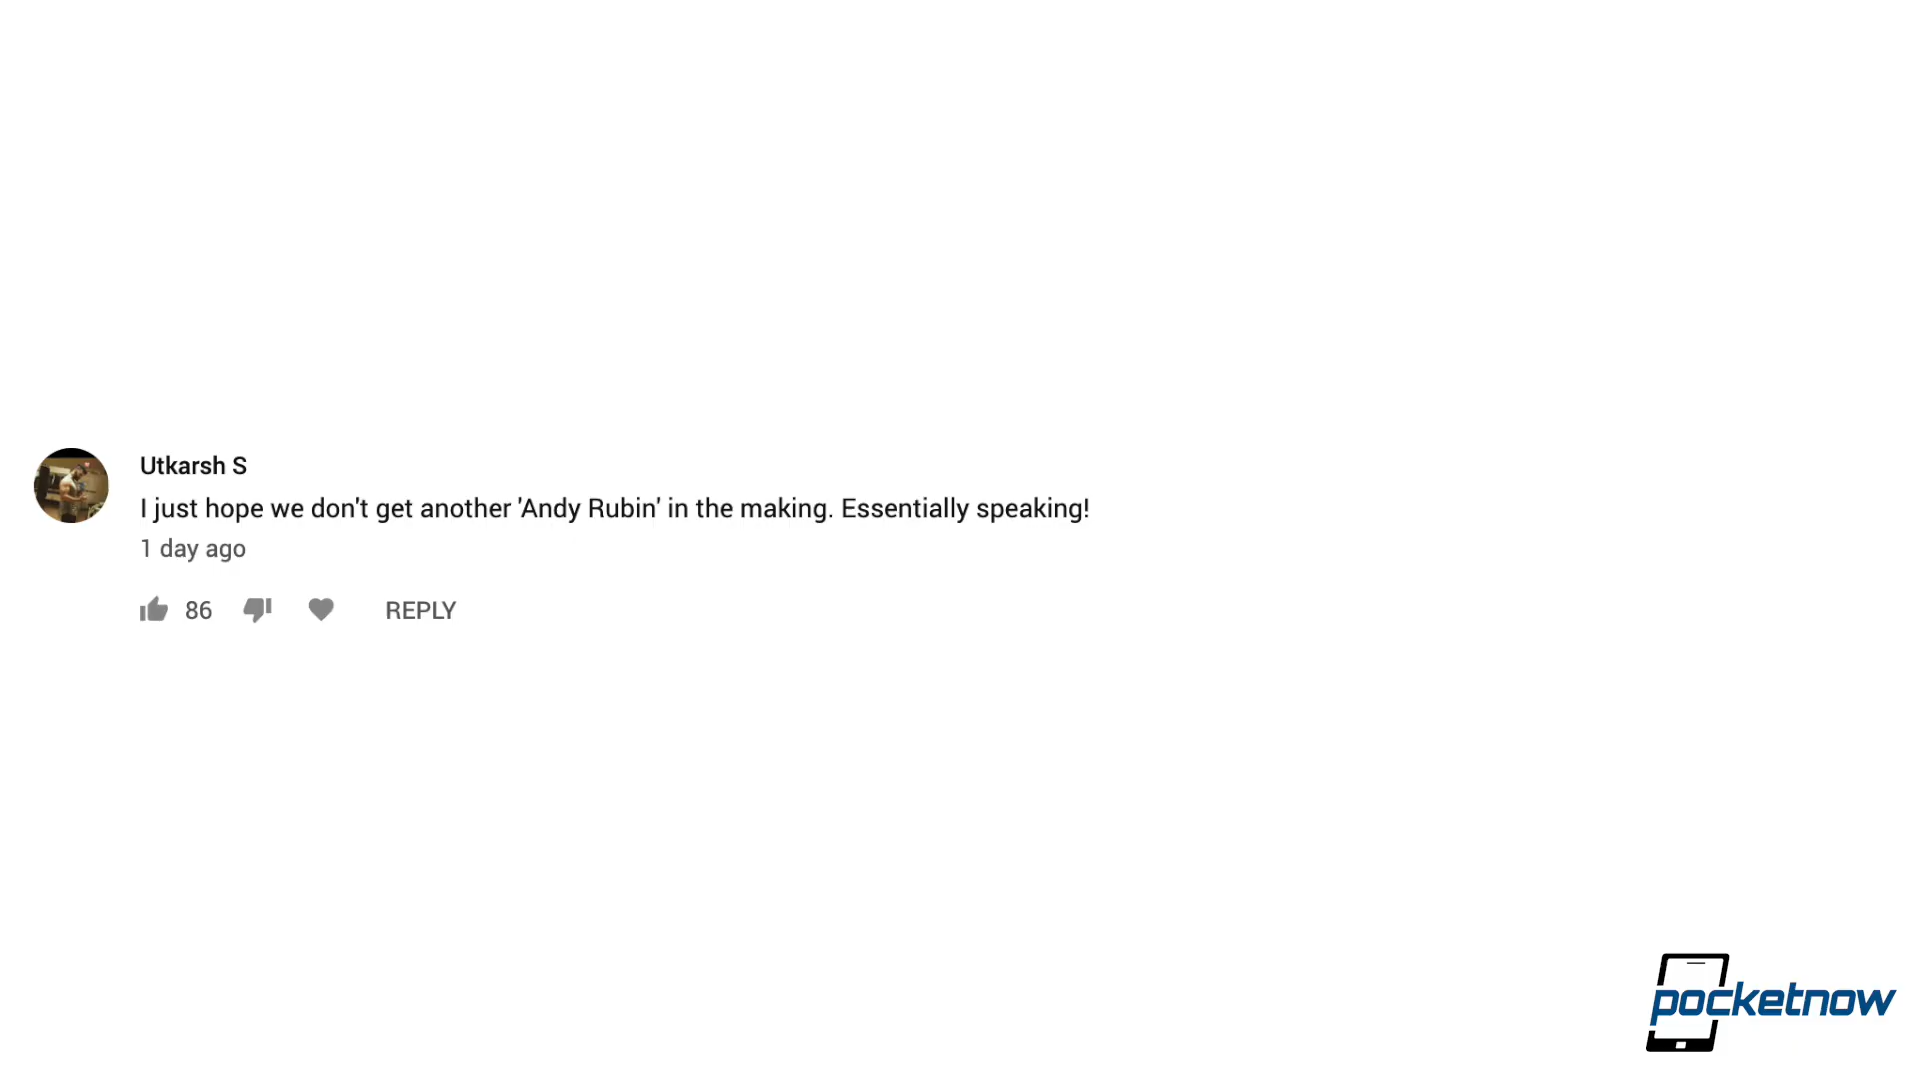 Utkarsh S
I just hope we don't get another 'Andy Rubin' in the making. Essentially speaking!
1 day ago
86 REPLY
pocketnow